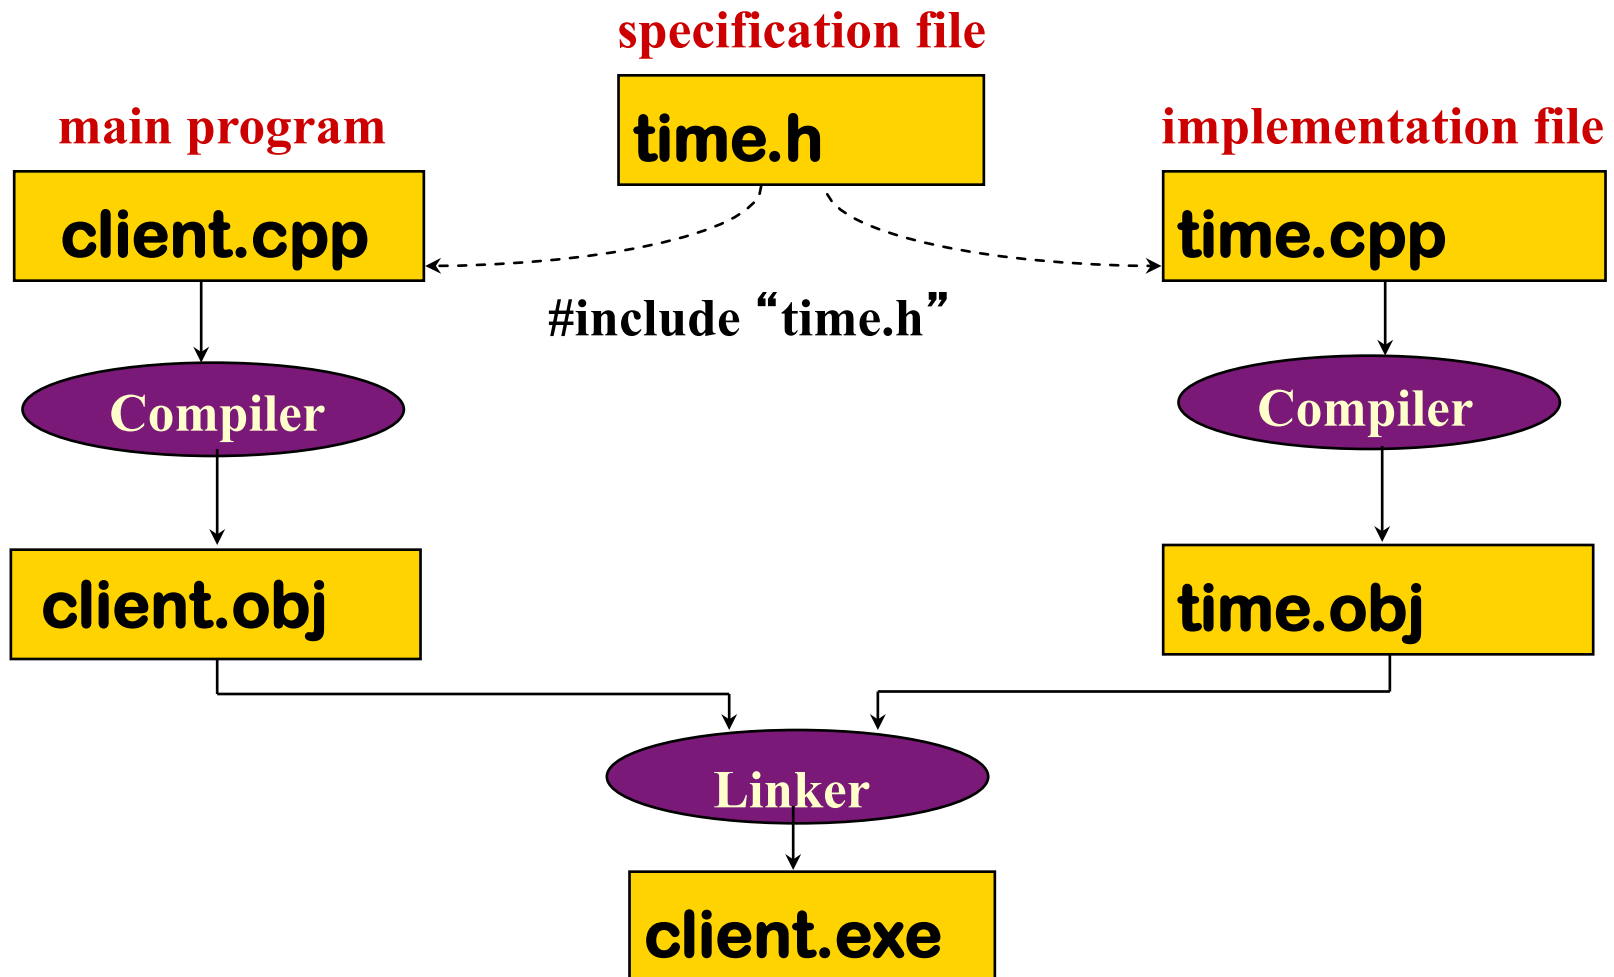 specification file
time.h
main program
client.cpp
implementation file
time.cpp
#include “time.h”
Compiler
Compiler
client.obj
time.obj
Linker
client.exe